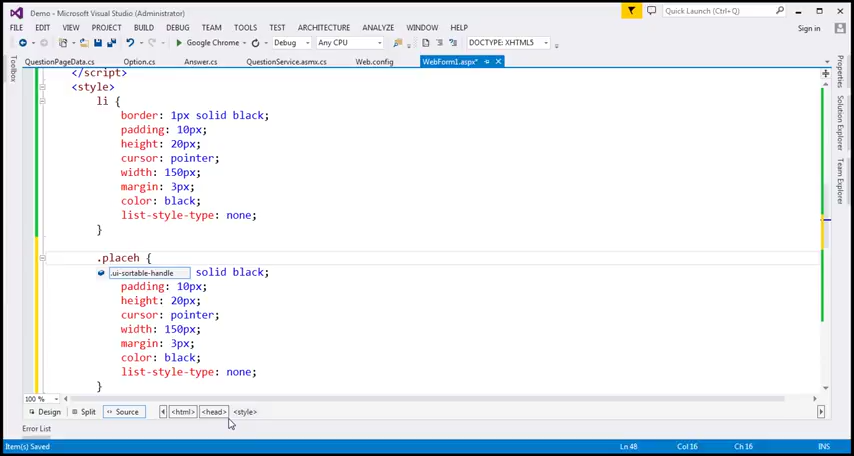 Demo - Microsoft Visual Studio (Administrator)
Quick Launch (Ctrl+Q)
FILE EDIT VIEW PROJECT BUILD DEBUG TEAM TOOLS TEST ARCHITECTURE ANALYZE WINDOW HELP
Sign in
Google Chrome Debug Any CPU DOCTYPE: XHTML5
QuestionPageData.cs Option.cs Answer.cs QuestionService.asmx.cs Web.config WebForm1.aspx*
Toolbox
Properties
Solution Explorer
Team Explorer
</script>
<style>
li {
border: 1px solid black;
padding: 10px;
height: 20px;
cursor: pointer;
width: 150px;
margin: 3px;
color: black;
list-style-type: none;
}
.placeh {
.ui-sortable-handle solid black;
padding: 10px;
height: 20px;
cursor: pointer;
width: 150px;
margin: 3px;
color: black;
list-style-type: none;
}
100 %
Design Split Source <html> <head> <style>
Error List
Item(s) Saved Ln 48 Col 16 Ch 16 INS